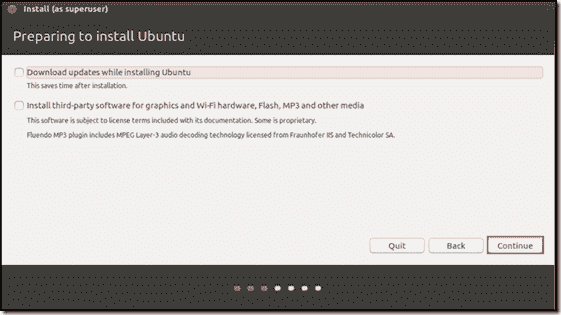 Install (as superuser)
Preparing to install Ubuntu
Download updates while installing Ubuntu
This saves time after installation.
Install third-party software for graphics and Wi-Fi hardware, Flash, MP3 and other media
This software is subject to license terms included with its documentation. Some is proprietary.
Fluendo MP3 plugin includes MPEG Layer-3 audio decoding technology licensed from Fraunhofer IIS and Technicolor SA.
Quit
Back
Continue